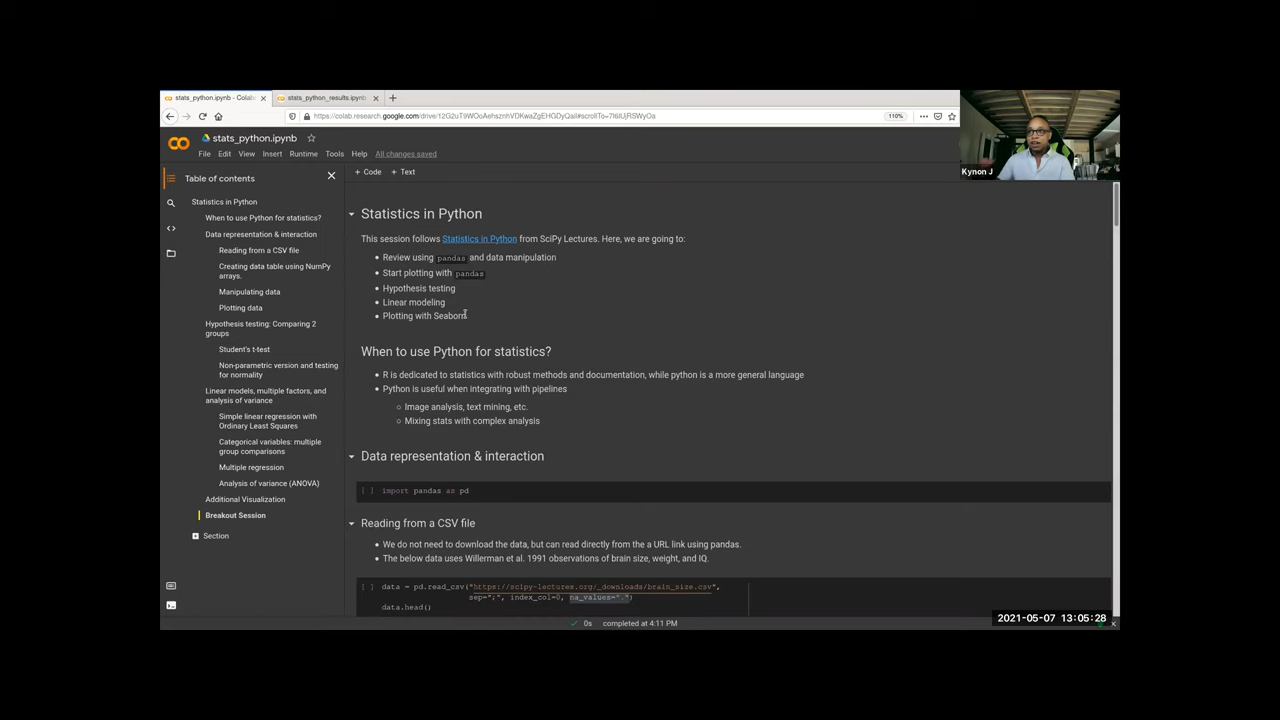 stats_python.ipynb - Colab
stats_python_results.ipynb
https://colab.research.google.com/drive/12G2uT9WOoAehsznhVDKwaZgEHGDyQail#scrollTo=7I6lUjRSWyOa
110%
stats_python.ipynb
File Edit View Insert Runtime Tools Help All changes saved
Kynon J
Table of contents
+ Code + Text
Statistics in Python
When to use Python for statistics?
Data representation & interaction
Reading from a CSV file
Creating data table using NumPy
arrays.
Manipulating data
Plotting data
Hypothesis testing: Comparing 2
groups
Student's t-test
Non-parametric version and testing
for normality
Linear models, multiple factors, and
analysis of variance
Simple linear regression with
Ordinary Least Squares
Categorical variables: multiple
group comparisons
Multiple regression
Analysis of variance (ANOVA)
Additional Visualization
Breakout Session
Section
Statistics in Python
This session follows Statistics in Python from SciPy Lectures. Here, we are going to:
Review using pandas and data manipulation
Start plotting with pandas
Hypothesis testing
Linear modeling
Plotting with Seaborn
When to use Python for statistics?
R is dedicated to statistics with robust methods and documentation, while python is a more general language
Python is useful when integrating with pipelines
Image analysis, text mining, etc.
Mixing stats with complex analysis
Data representation & interaction
[ ] import pandas as pd
Reading from a CSV file
We do not need to download the data, but can read directly from the a URL link using pandas.
The below data uses Willerman et al. 1991 observations of brain size, weight, and IQ.
[ ] data = pd.read_csv("https://scipy-lectures.org/_downloads/brain_size.csv",
sep=";", index_col=0, na_values=".")
data.head()
0s completed at 4:11 PM
2021-05-07 13:05:28